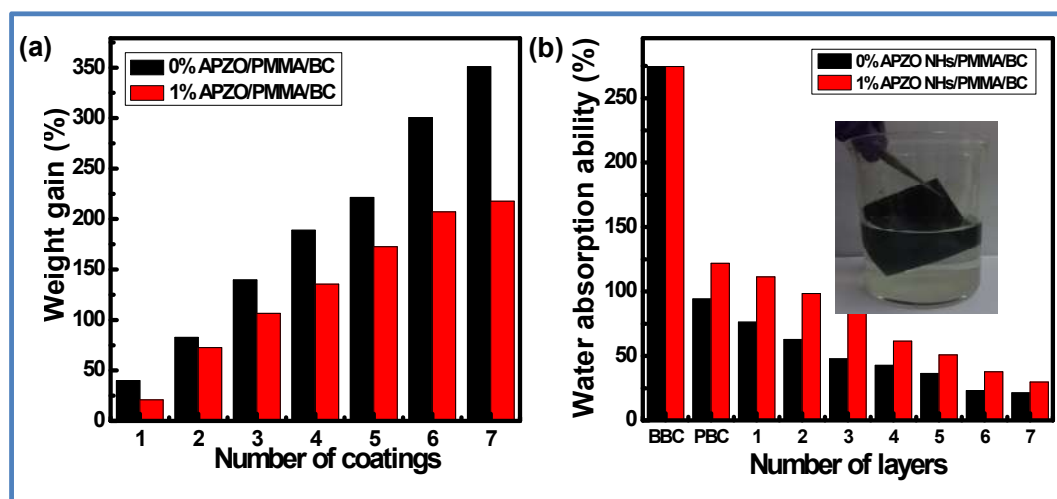 (a)
0% APZO/PMMA/BC
1% APZO/PMMA/BC
Weight gain (%)
350
300
250
200
150
100
50
0
1 2 3 4 5 6 7
Number of coatings
(b)
0% APZO NHs/PMMA/BC
1% APZO NHs/PMMA/BC
Water absorption ability (%)
250
200
150
100
50
0
BBC PBC 1 2 3 4 5 6 7
Number of layers